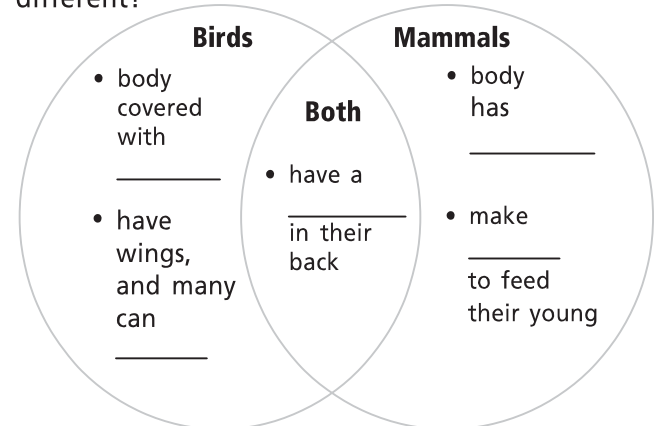 different?
Birds
• body
covered
with
• have
wings,
and many
can
Both
• have a
in their
back
Mammals
• body
has
• make
to feed
their young